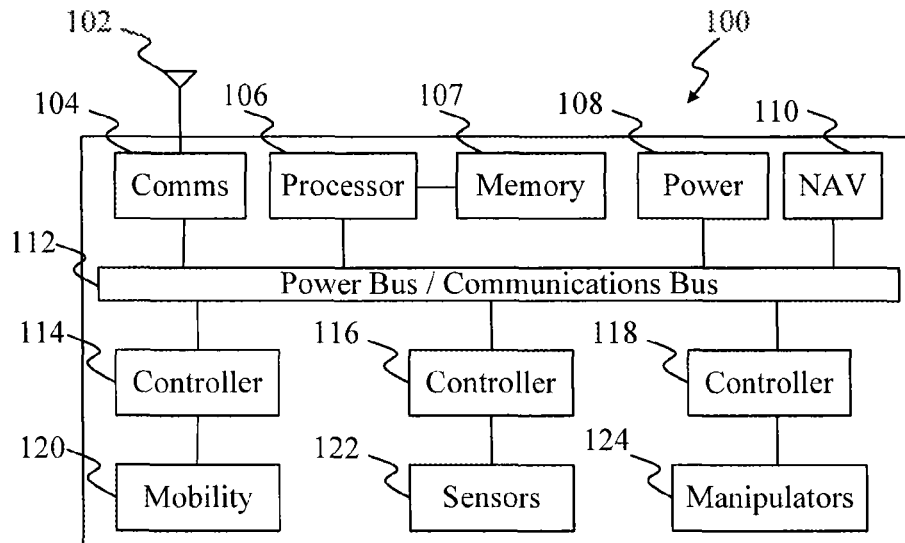 102
100
104
106
107
108
110
Comms
Processor
Memory
Power
NAV
112
Power Bus / Communications Bus
114
116
118
Controller
Controller
Controller
120
122
124
Mobility
Sensors
Manipulators